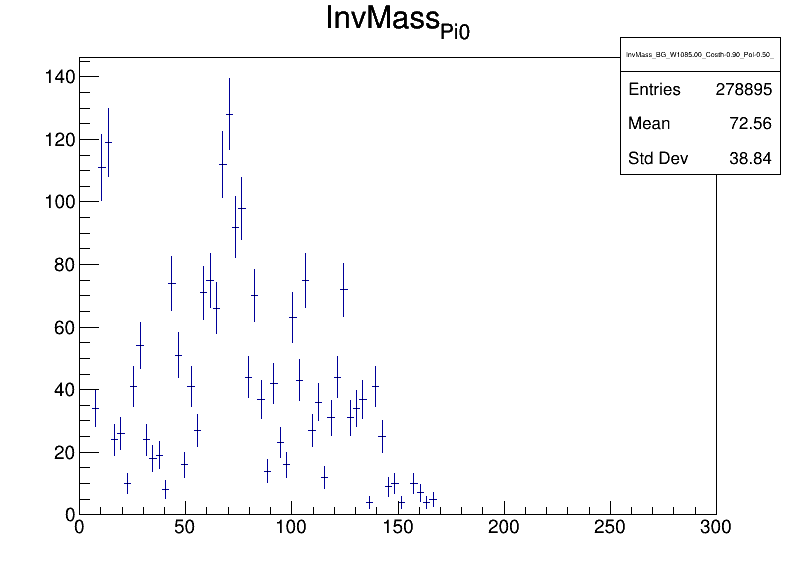 InvMass_Pi0
InvMass_BG_W1085.00_Costh-0.90_Pol-0.50_
Entries 278895
Mean 72.56
Std Dev 38.84
140
120
100
80
60
40
20
0
0 50 100 150 200 250 300